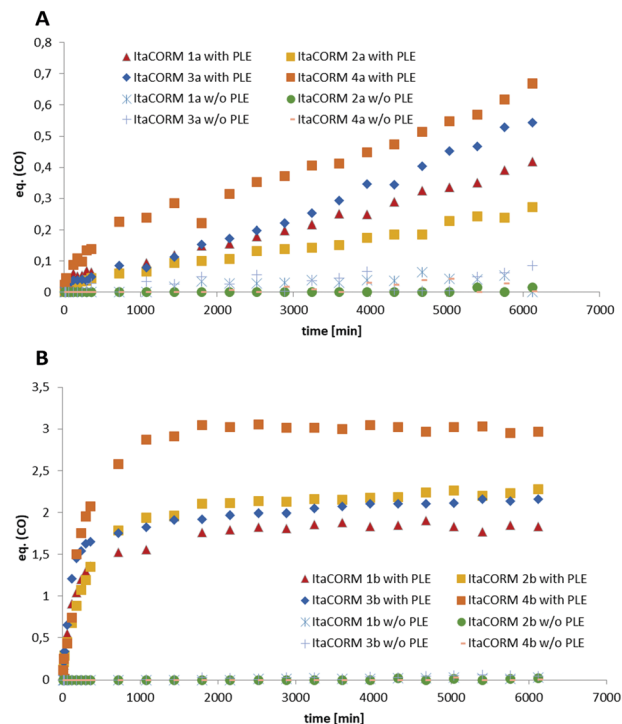 A
0,8
ItaCORM 1a with PLE
ItaCORM 2a with PLE
0,7
ItaCORM 3a with PLE
ItaCORM 4a with PLE
0,6
ItaCORM 1a w/o PLE
ItaCORM 2a w/o PLE
ItaCORM 3a w/o PLE
ItaCORM 4a w/o PLE
0,5
eq. (CO)
0,4
0,3
0,2
0,1
0
0 1000 2000 3000 4000 5000 6000 7000
time [min]
B
3,5
3
2,5
2
eq. (CO)
1,5
ItaCORM 1b with PLE
ItaCORM 2b with PLE
1
ItaCORM 3b with PLE
ItaCORM 4b with PLE
ItaCORM 1b w/o PLE
ItaCORM 2b w/o PLE
0,5
ItaCORM 3b w/o PLE
ItaCORM 4b w/o PLE
0
0 1000 2000 3000 4000 5000 6000 7000
time [min]